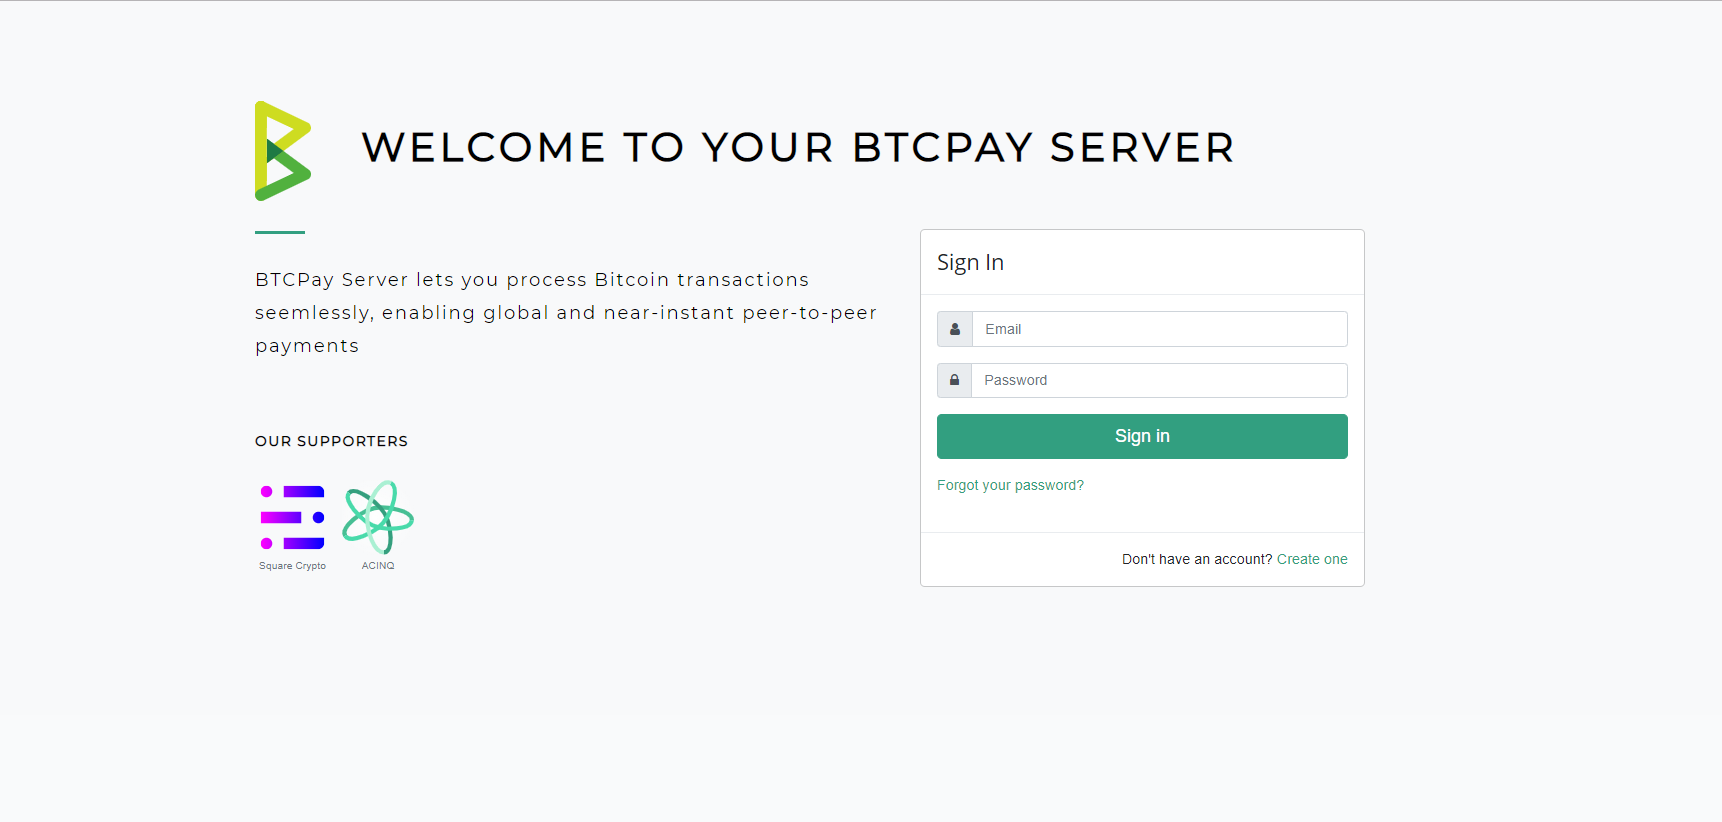 WELCOME TO YOUR BTCPAY SERVER
BTCPay Server lets you process Bitcoin transactions
seemlessly, enabling global and near-instant peer-to-peer
payments
OUR SUPPORTERS
Square Crypto
ACINQ
Sign In
Email
Password
Sign in
Forgot your password?
Don't have an account? Create one